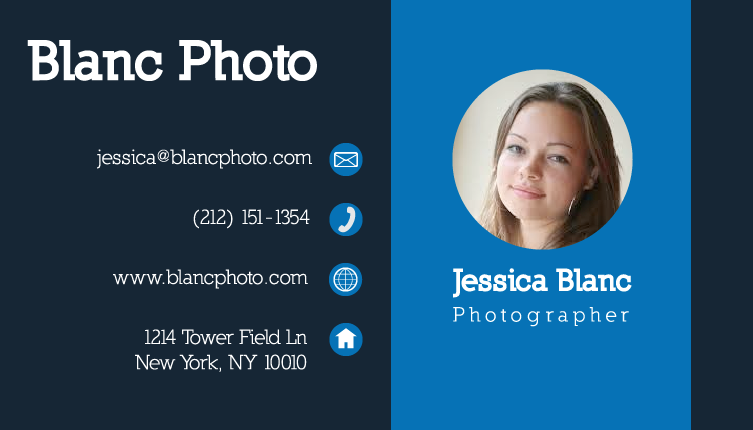 Blanc Photo
jessica@blancphoto.com
(212) 151-1354
www.blancphoto.com
1214 Tower Field Ln
New York, NY 10010
Jessica Blanc
Photographer